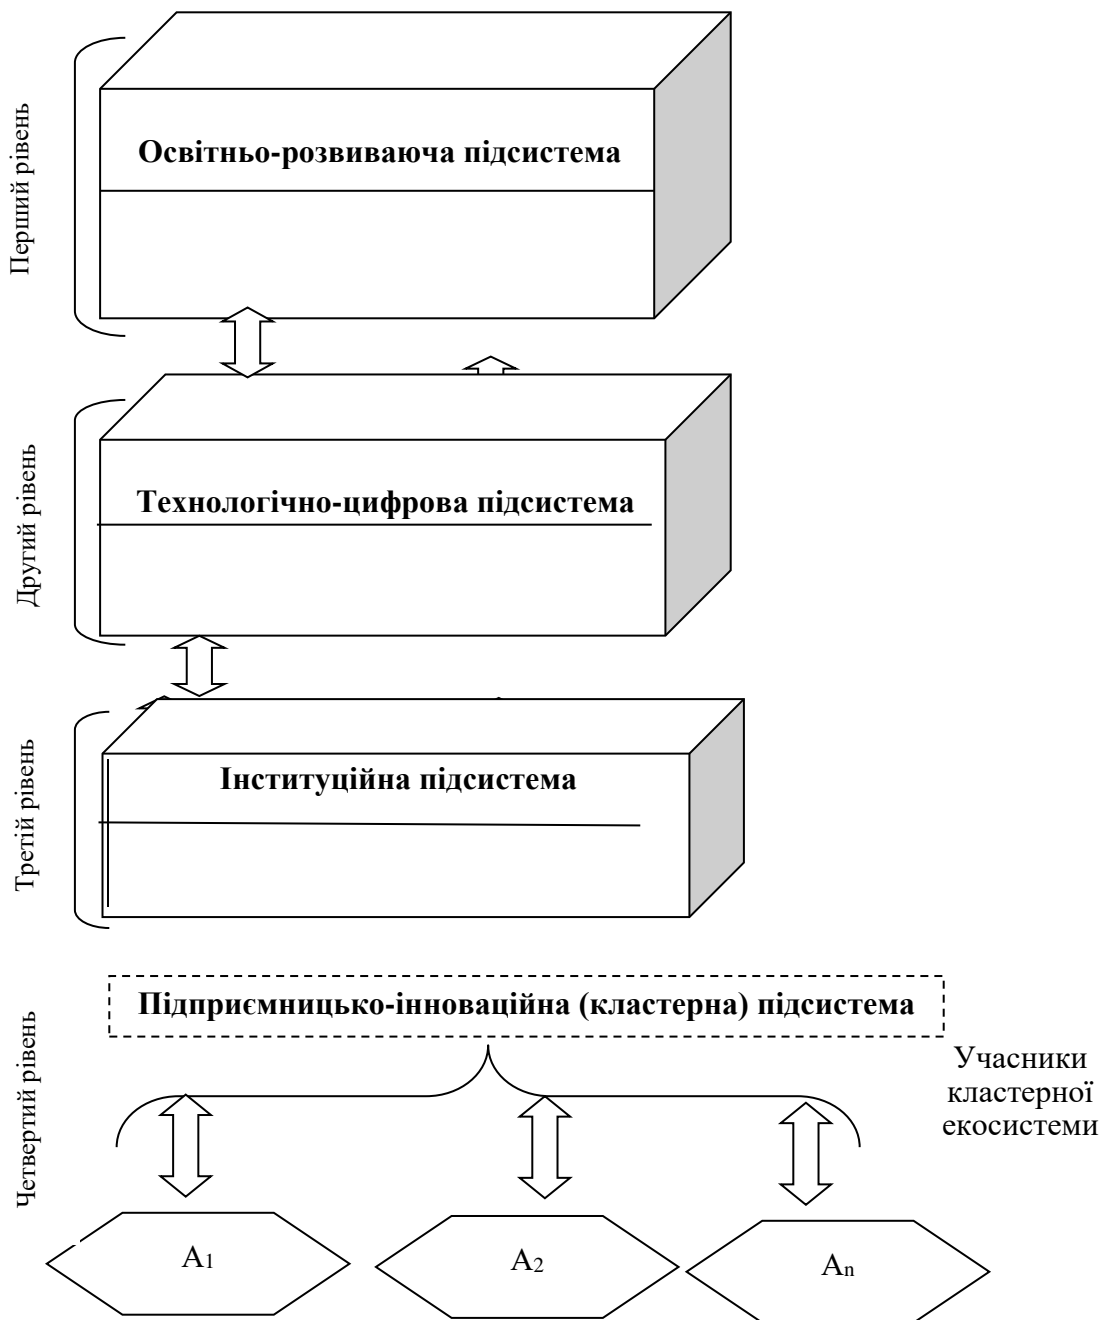 Перший рівень
Освітньо-розвиваюча підсистема
Другий рівень
Технологічно-цифрова підсистема
Третій рівень
Інституційна підсистема
Четвертий рівень
Підприємницько-інноваційна (кластерна) підсистема
Учасники
кластерної
екосистеми
A1
A2
An